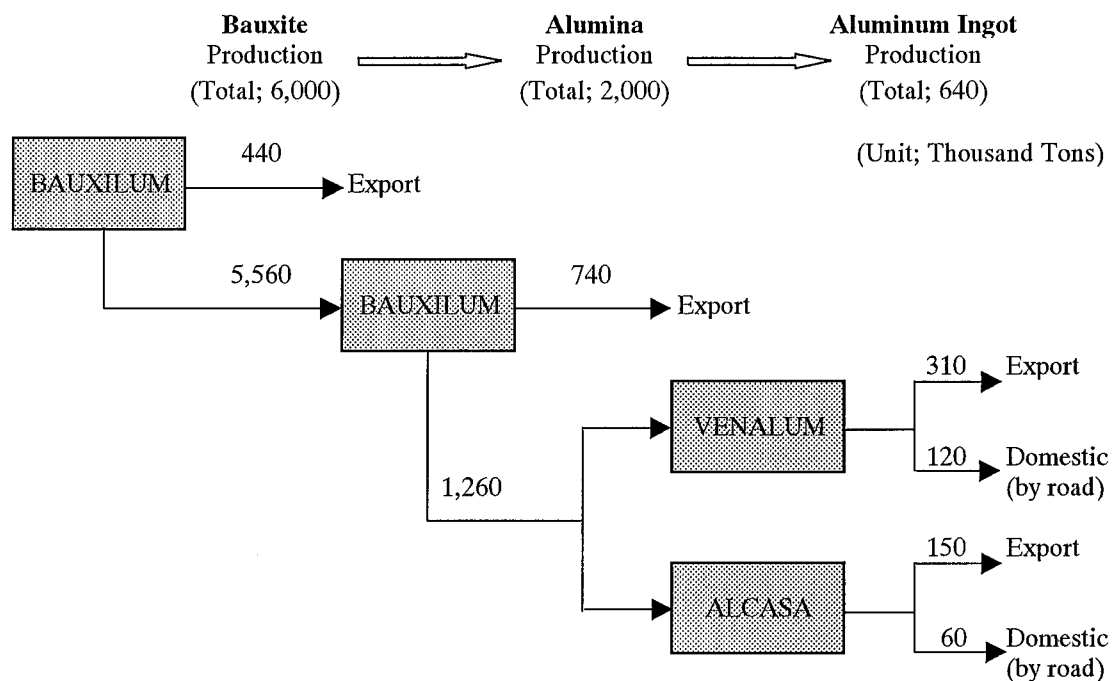 Bauxite
Production
(Total; 6,000)
Alumina
Production
(Total; 2,000)
Aluminum Ingot
Production
(Total; 640)
(Unit; Thousand Tons)
BAUXILUM
440
Export
5,560
BAUXILUM
740
Export
1,260
VENALUM
310
Export
120
Domestic
(by road)
ALCASA
150
Export
60
Domestic
(by road)